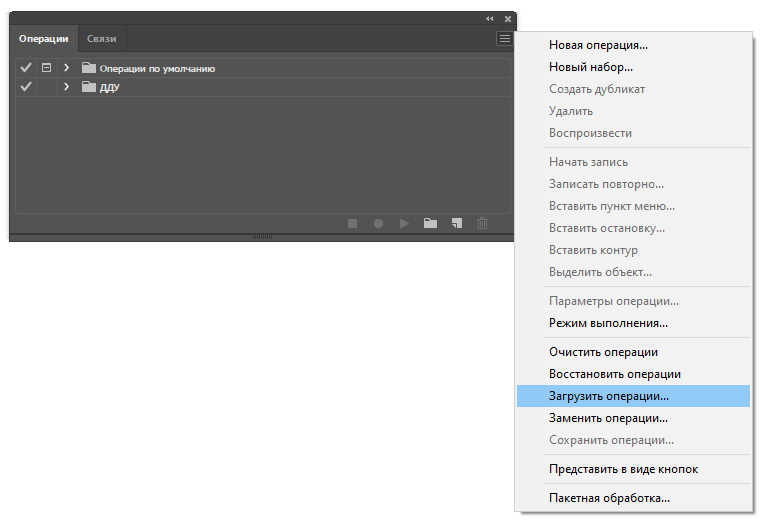 Операции Связи
Операции по умолчанию
ДДУ
Новая операция...
Новый набор...
Создать дубликат
Удалить
Воспроизвести
Начать запись
Записать повторно...
Вставить пункт меню...
Вставить остановку...
Вставить контур
Выделить объект...
Параметры операции...
Режим выполнения...
Очистить операции
Восстановить операции
Загрузить операции...
Заменить операции...
Сохранить операции...
Представить в виде кнопок
Пакетная обработка...